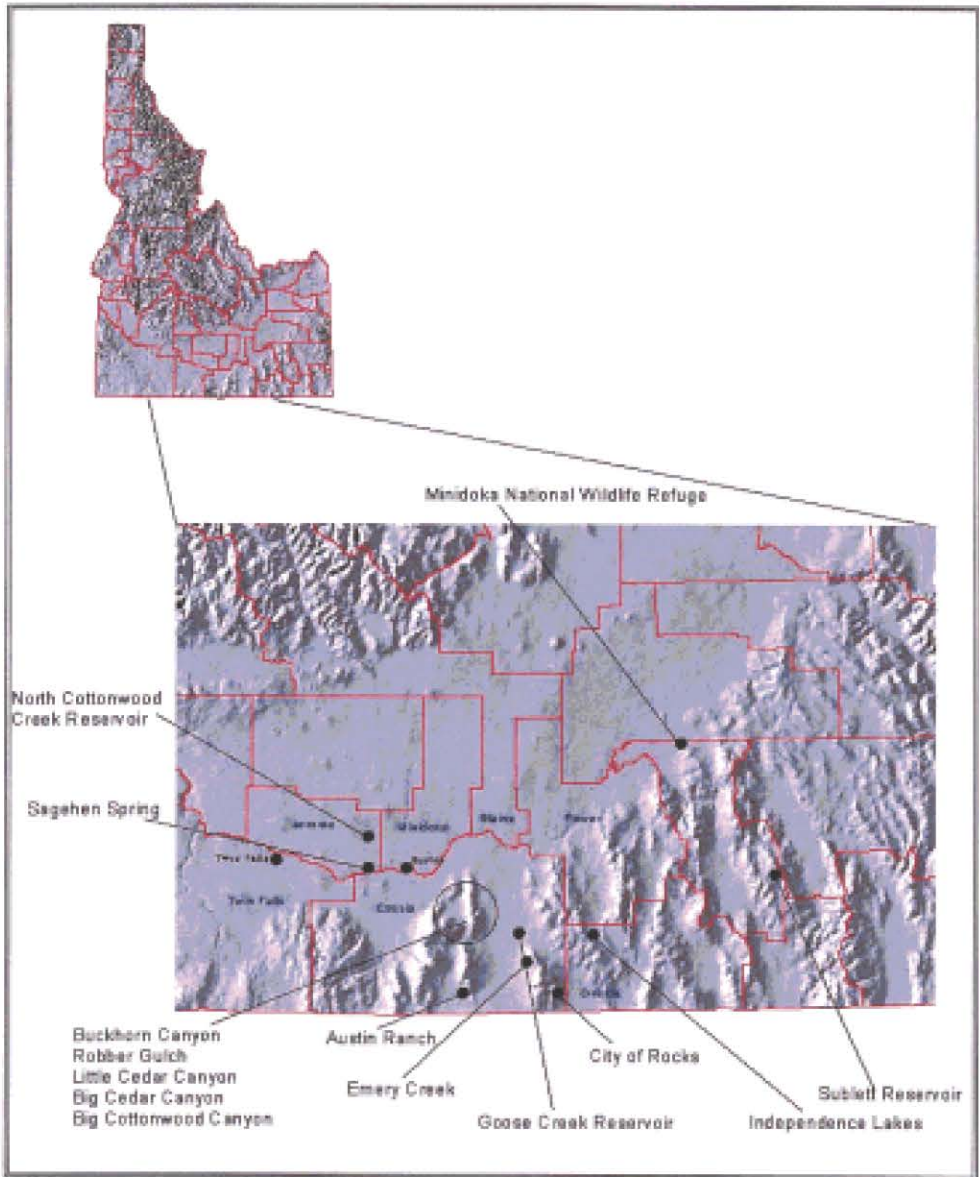 Minidoka National Wildlife Refuge
North Cottonwood
Creek Reservoir
Sagehen Spring
Jerome
Minidoka
Blaine
Power
Twin Falls
Burley
Twin Falls
Cassia
Oneida
Buckhorn Canyon
Robber Gulch
Little Cedar Canyon
Big Cedar Canyon
Big Cottonwood Canyon
Austin Ranch
Emery Creek
Goose Creek Reservoir
City of Rocks
Independence Lakes
Sublett Reservoir